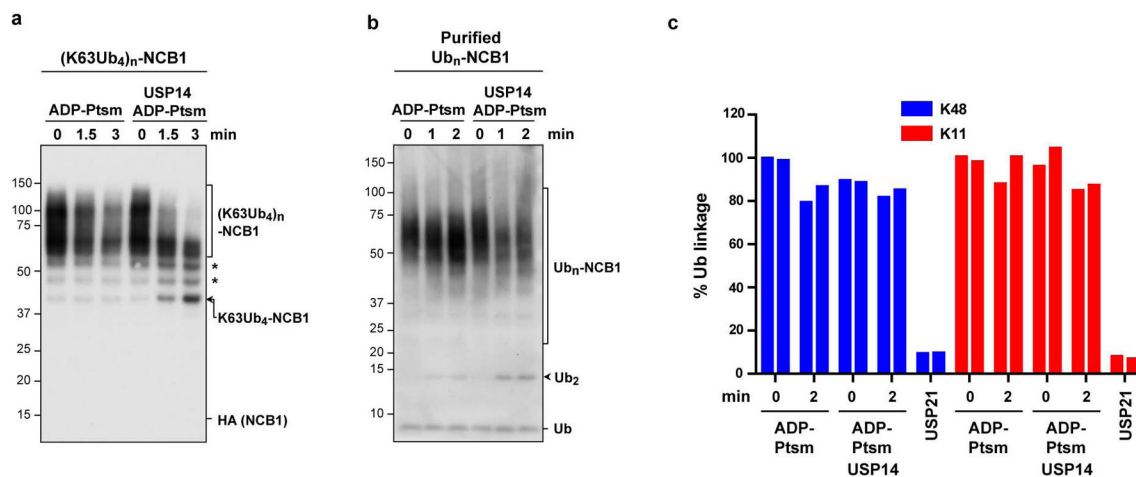 a
(K63Ub4)n-NCB1
ADP-Ptsm
USP14
ADP-Ptsm
0 1.5 3 0 1.5 3 min
150
100
75
50
37
25
20
15
(K63Ub4)n
-NCB1
*
*
K63Ub4-NCB1
HA (NCB1)
b
Purified
Ubn-NCB1
ADP-Ptsm
USP14
ADP-Ptsm
0 1 2 0 1 2 min
150
100
75
50
37
25
20
15
10
Ubn-NCB1
Ub2
Ub
c
K48
K11
% Ub linkage
120
100
80
60
40
20
0
min 0 2 0 2 USP21 0 2 0 2 USP21
ADP-
Ptsm
ADP-
Ptsm
USP14
ADP-
Ptsm
ADP-
Ptsm
USP14